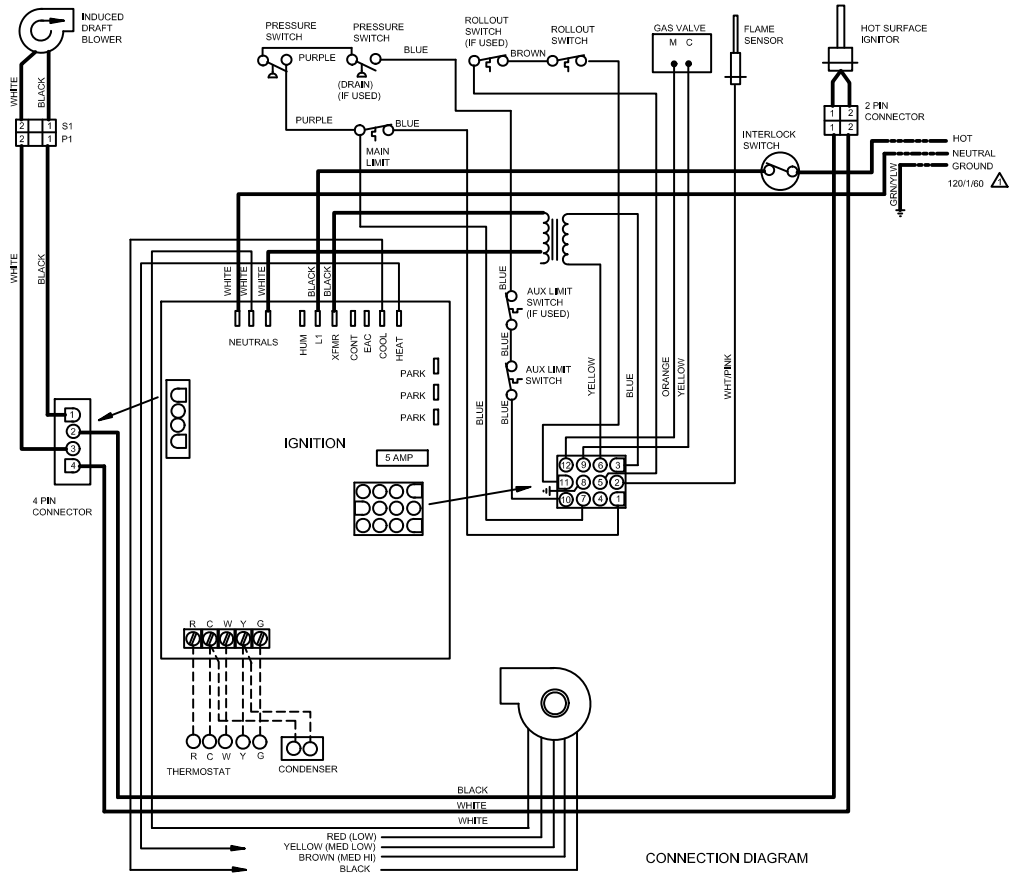 INDUCED
DRAFT
BLOWER
PRESSURE
SWITCH
PRESSURE
SWITCH
ROLLOUT
SWITCH
(IF USED)
ROLLOUT
SWITCH
GAS VALVE
M C
FLAME
SENSOR
HOT SURFACE
IGNITOR
PURPLE
BLUE
BROWN
(DRAIN)
(IF USED)
WHITE
BLACK
2 1 S1
2 1 P1
PURPLE
BLUE
MAIN
LIMIT
1 2
1 2
2 PIN
CONNECTOR
INTERLOCK
SWITCH
HOT
NEUTRAL
GROUND
120/1/60 1
GRN/YLW
WHITE
BLACK
WHITE
WHITE
WHITE
BLACK
BLACK
BLUE
AUX LIMIT
SWITCH
(IF USED)
NEUTRALS
HUM
L1
XFMR
CONT
EAC
COOL
HEAT
BLUE
AUX LIMIT
SWITCH
YELLOW
BLUE
ORANGE
YELLOW
WHT/PINK
PARK
PARK
PARK
BLUE
BLUE
IGNITION
5 AMP
1
2
3
4
4 PIN
CONNECTOR
12 9 6 3
11 8 5 2
10 7 4 1
R C W Y G
R C W Y G
THERMOSTAT
CONDENSER
BLACK
WHITE
WHITE
RED (LOW)
YELLOW (MED LOW)
BROWN (MED HI)
BLACK
CONNECTION DIAGRAM